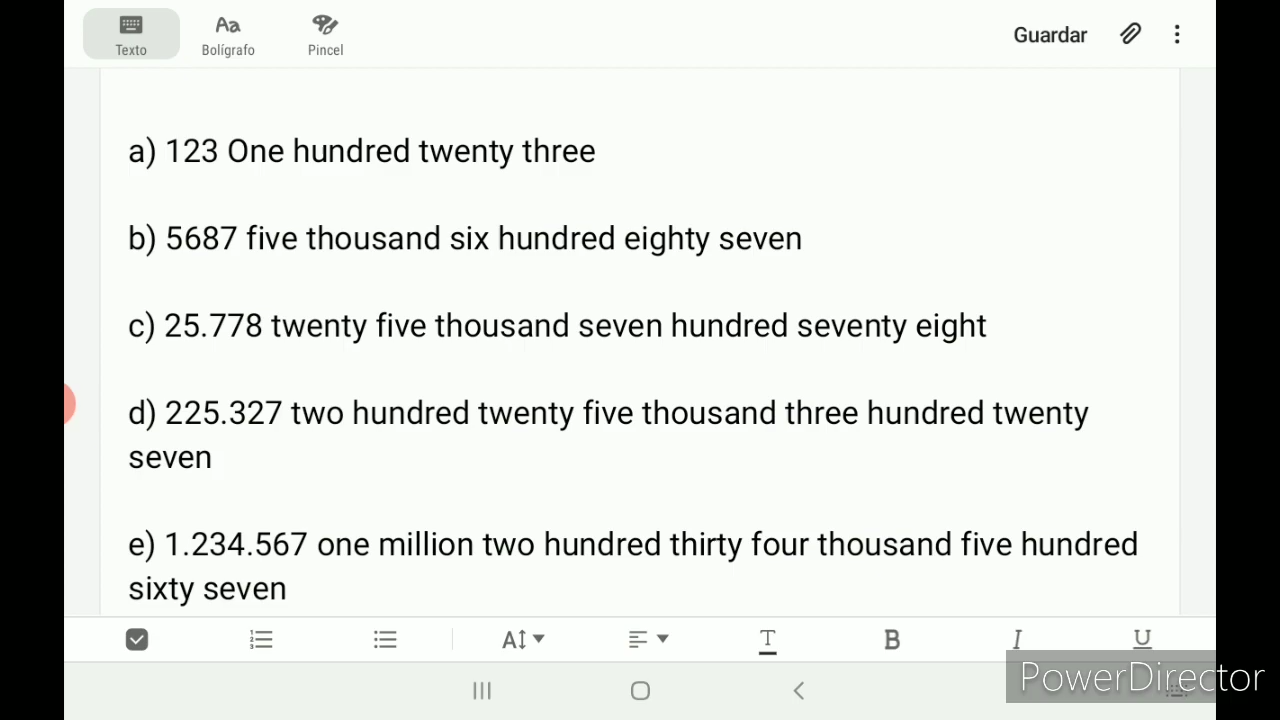 Texto Bolígrafo Pincel Guardar
a) 123 One hundred twenty three
b) 5687 five thousand six hundred eighty seven
c) 25.778 twenty five thousand seven hundred seventy eight
d) 225.327 two hundred twenty five thousand three hundred twenty
seven
e) 1.234.567 one million two hundred thirty four thousand five hundred
sixty seven
PowerDirector